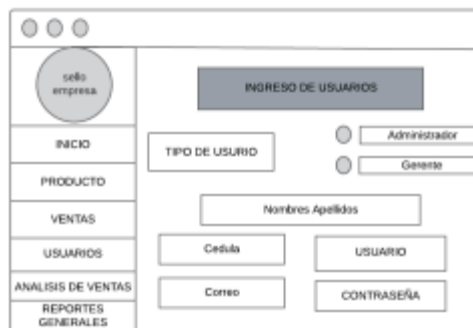 sello
empresa
INICIO
PRODUCTO
VENTAS
USUARIOS
ANALISIS DE VENTAS
REPORTES
GENERALES
INGRESO DE USUARIOS
TIPO DE USURIO
Administrador
Gerente
Nombres Apellidos
Cedula
USUARIO
Correo
CONTRASEÑA